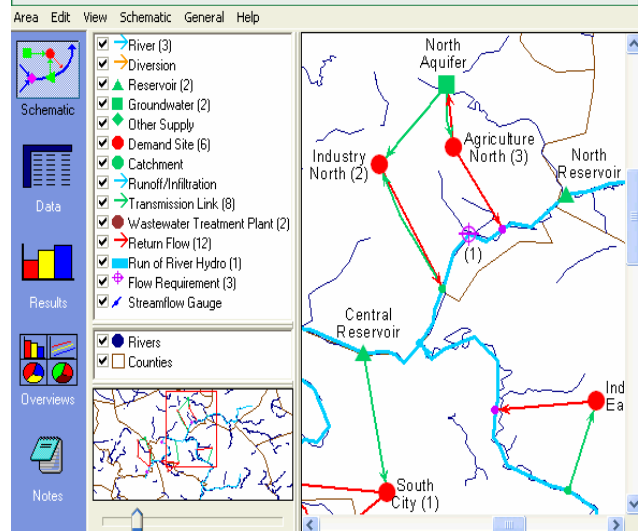 Area Edit View Schematic General Help
Schematic
Data
Results
Overviews
Notes
River (3)
Diversion
Reservoir (2)
Groundwater (2)
Other Supply
Demand Site (6)
Catchment
Runoff/Infiltration
Transmission Link (8)
Wastewater Treatment Plant (2)
Return Flow (12)
Run of River Hydro (1)
Flow Requirement (3)
Streamflow Gauge
Rivers
Counties
North
Aquifer
Agriculture
North (3)
Industry
North (2)
North
Reservoir
(1)
Central
Reservoir
Ind
Ea
South
City (1)